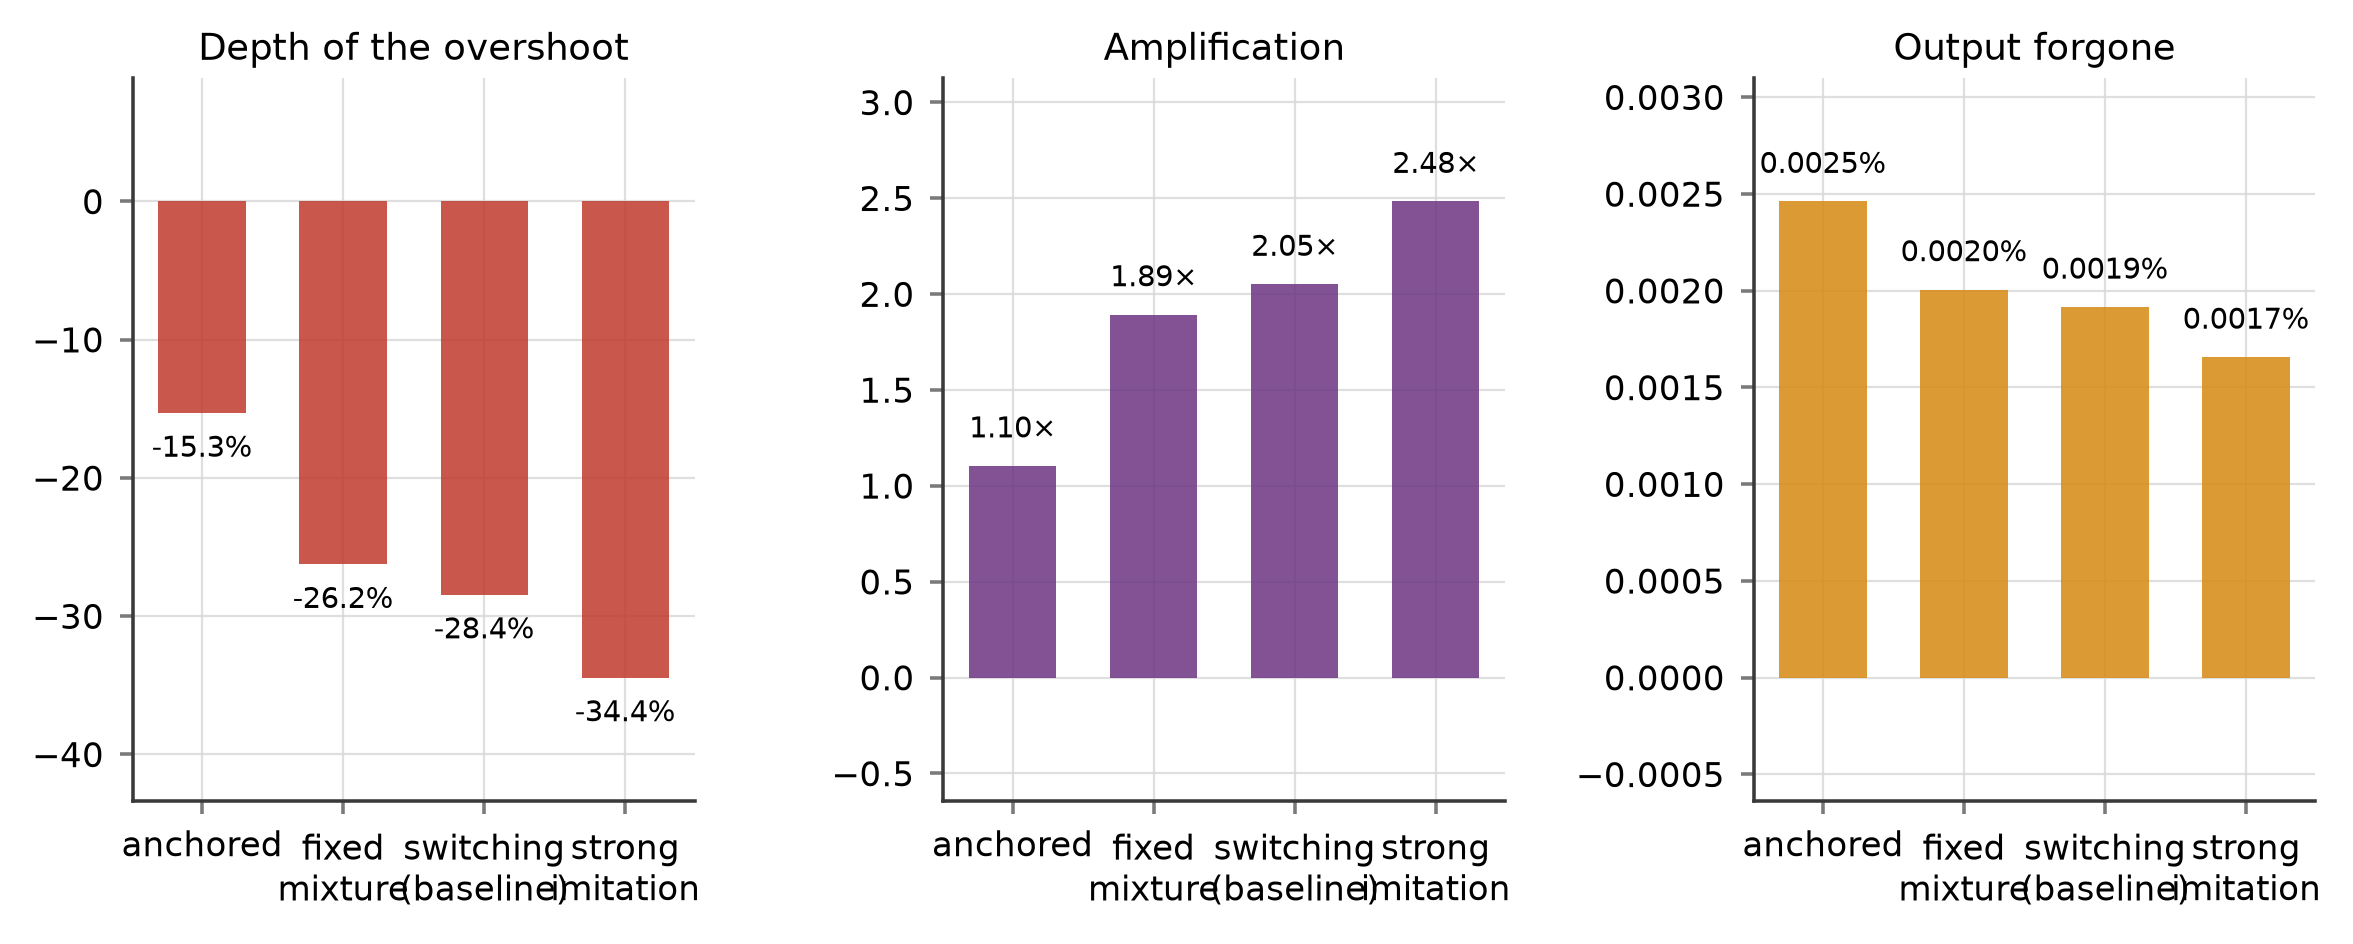 Depth of the overshoot
0
−10
−20
−30
−40
-15.3%
-26.2%
-28.4%
-34.4%
anchored
fixed
mixture
switching
(baseline)
strong
imitation
Amplification
3.0
2.5
2.0
1.5
1.0
0.5
0.0
−0.5
1.10×
1.89×
2.05×
2.48×
anchored
fixed
mixture
switching
(baseline)
strong
imitation
Output forgone
0.0030
0.0025
0.0020
0.0015
0.0010
0.0005
0.0000
−0.0005
0.0025%
0.0020%
0.0019%
0.0017%
anchored
fixed
mixture
switching
(baseline)
strong
imitation